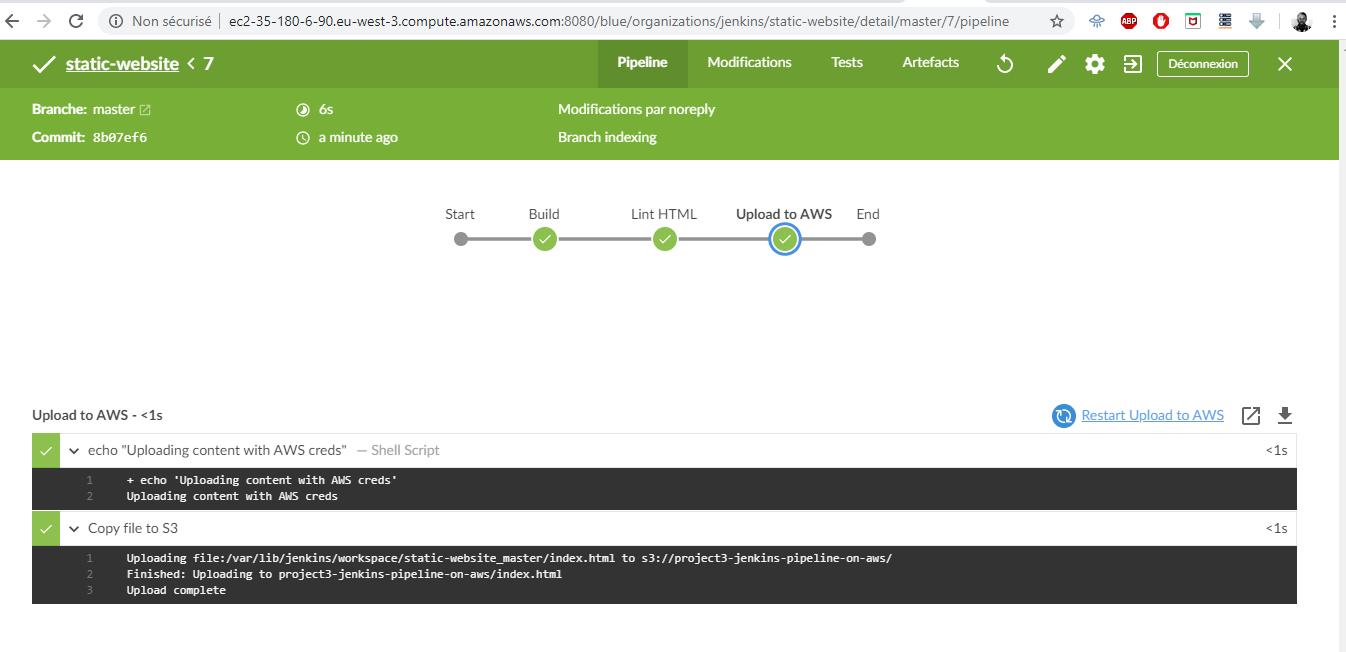 Non sécurisé | ec2-35-180-6-90.eu-west-3.compute.amazonaws.com:8080/blue/organizations/jenkins/static-website/detail/master/7/pipeline
ABP
static-website < 7 Pipeline Modifications Tests Artefacts Déconnexion
Branche: master 6s Modifications par noreply
Commit: 8b07ef6 a minute ago Branch indexing
Start Build Lint HTML Upload to AWS End
Upload to AWS - <1s Restart Upload to AWS
echo "Uploading content with AWS creds" — Shell Script <1s
1 + echo 'Uploading content with AWS creds'
2 Uploading content with AWS creds
Copy file to S3 <1s
1 Uploading file:/var/lib/jenkins/workspace/static-website_master/index.html to s3://project3-jenkins-pipeline-on-aws/
2 Finished: Uploading to project3-jenkins-pipeline-on-aws/index.html
3 Upload complete